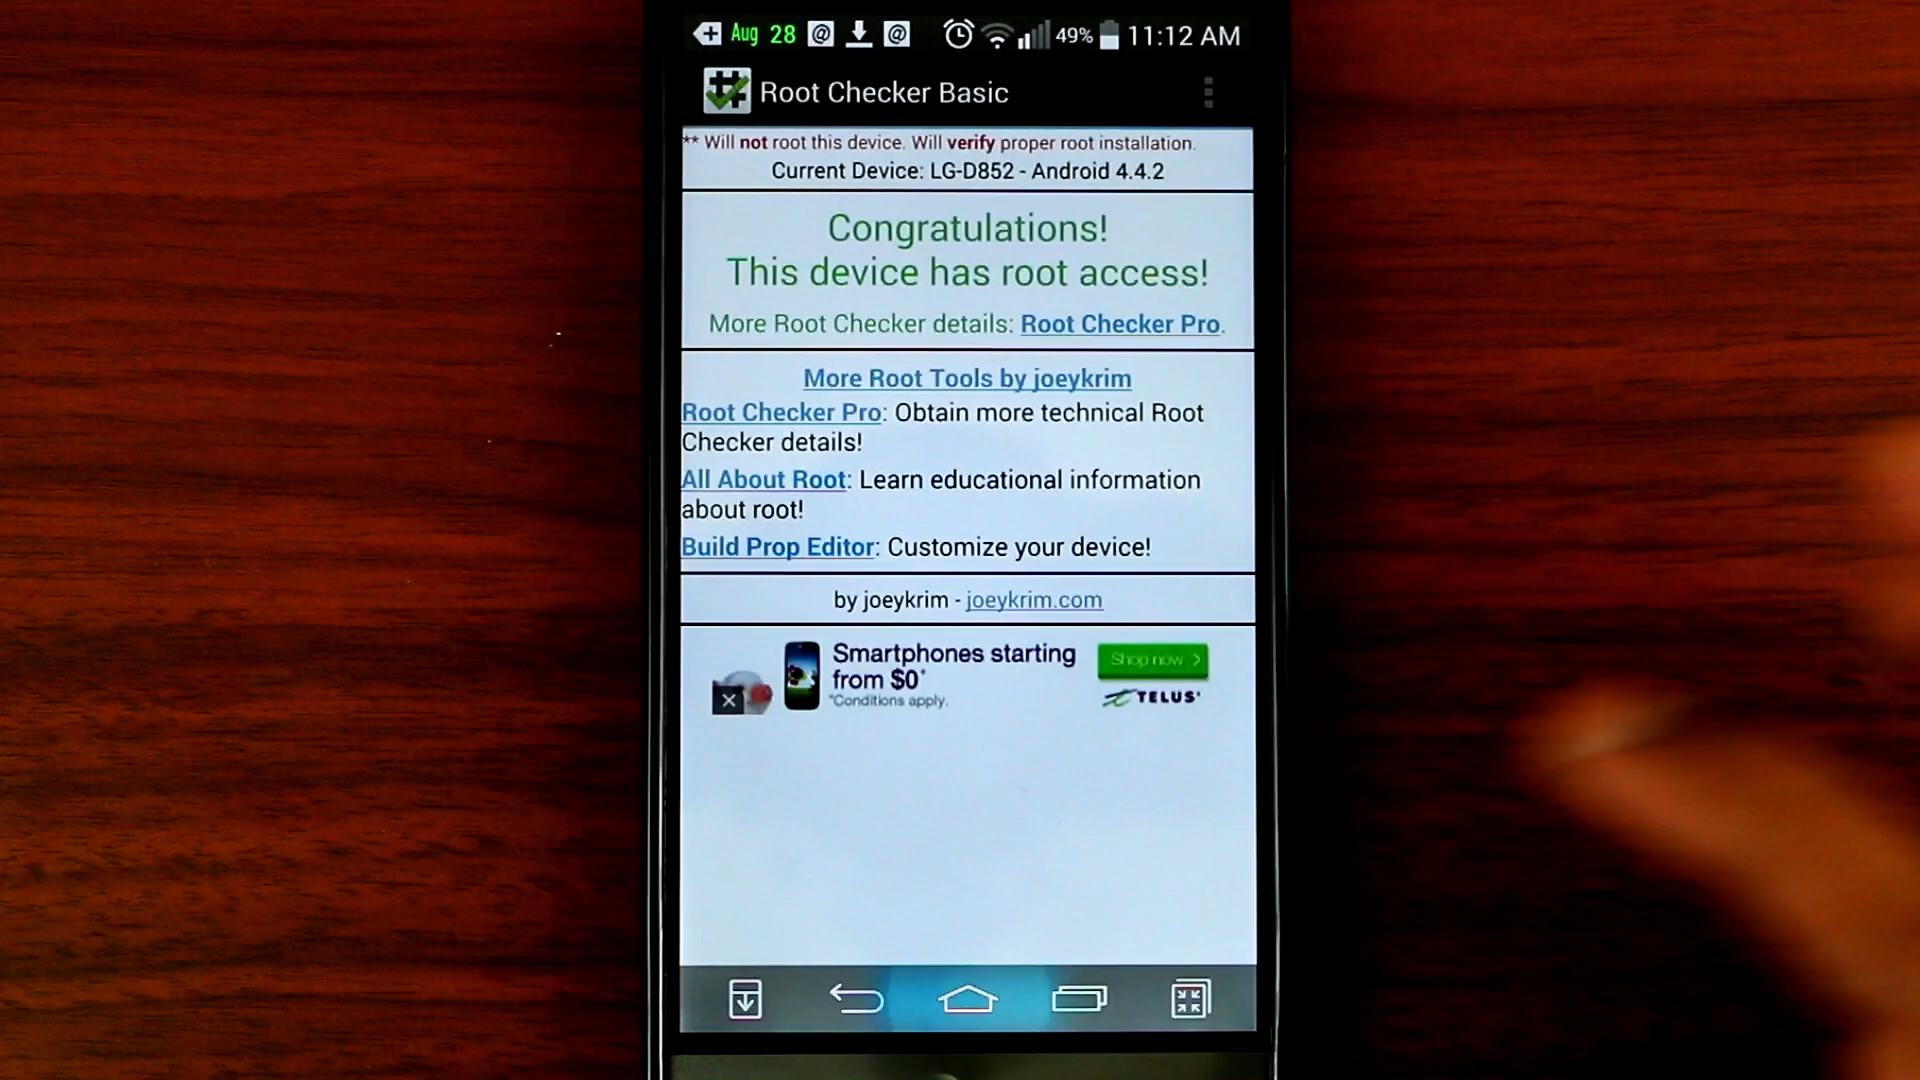 Aug 28 @ @ 49% 11:12 AM
Root Checker Basic
** Will not root this device. Will verify proper root installation.
Current Device: LG-D852 - Android 4.4.2
Congratulations!
This device has root access!
More Root Checker details: Root Checker Pro.
More Root Tools by joeykrim
Root Checker Pro: Obtain more technical Root
Checker details!
All About Root: Learn educational information
about root!
Build Prop Editor: Customize your device!
by joeykrim - joeykrim.com
Smartphones starting
from $0*
*Conditions apply.
Shop now >
TELUS